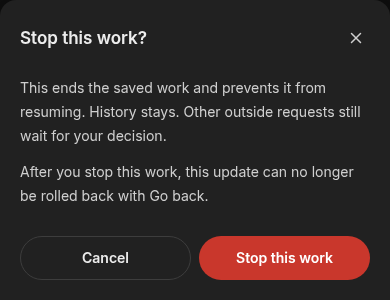 Stop this work?
This ends the saved work and prevents it from
resuming. History stays. Other outside requests still
wait for your decision.
After you stop this work, this update can no longer
be rolled back with Go back.
Cancel
Stop this work